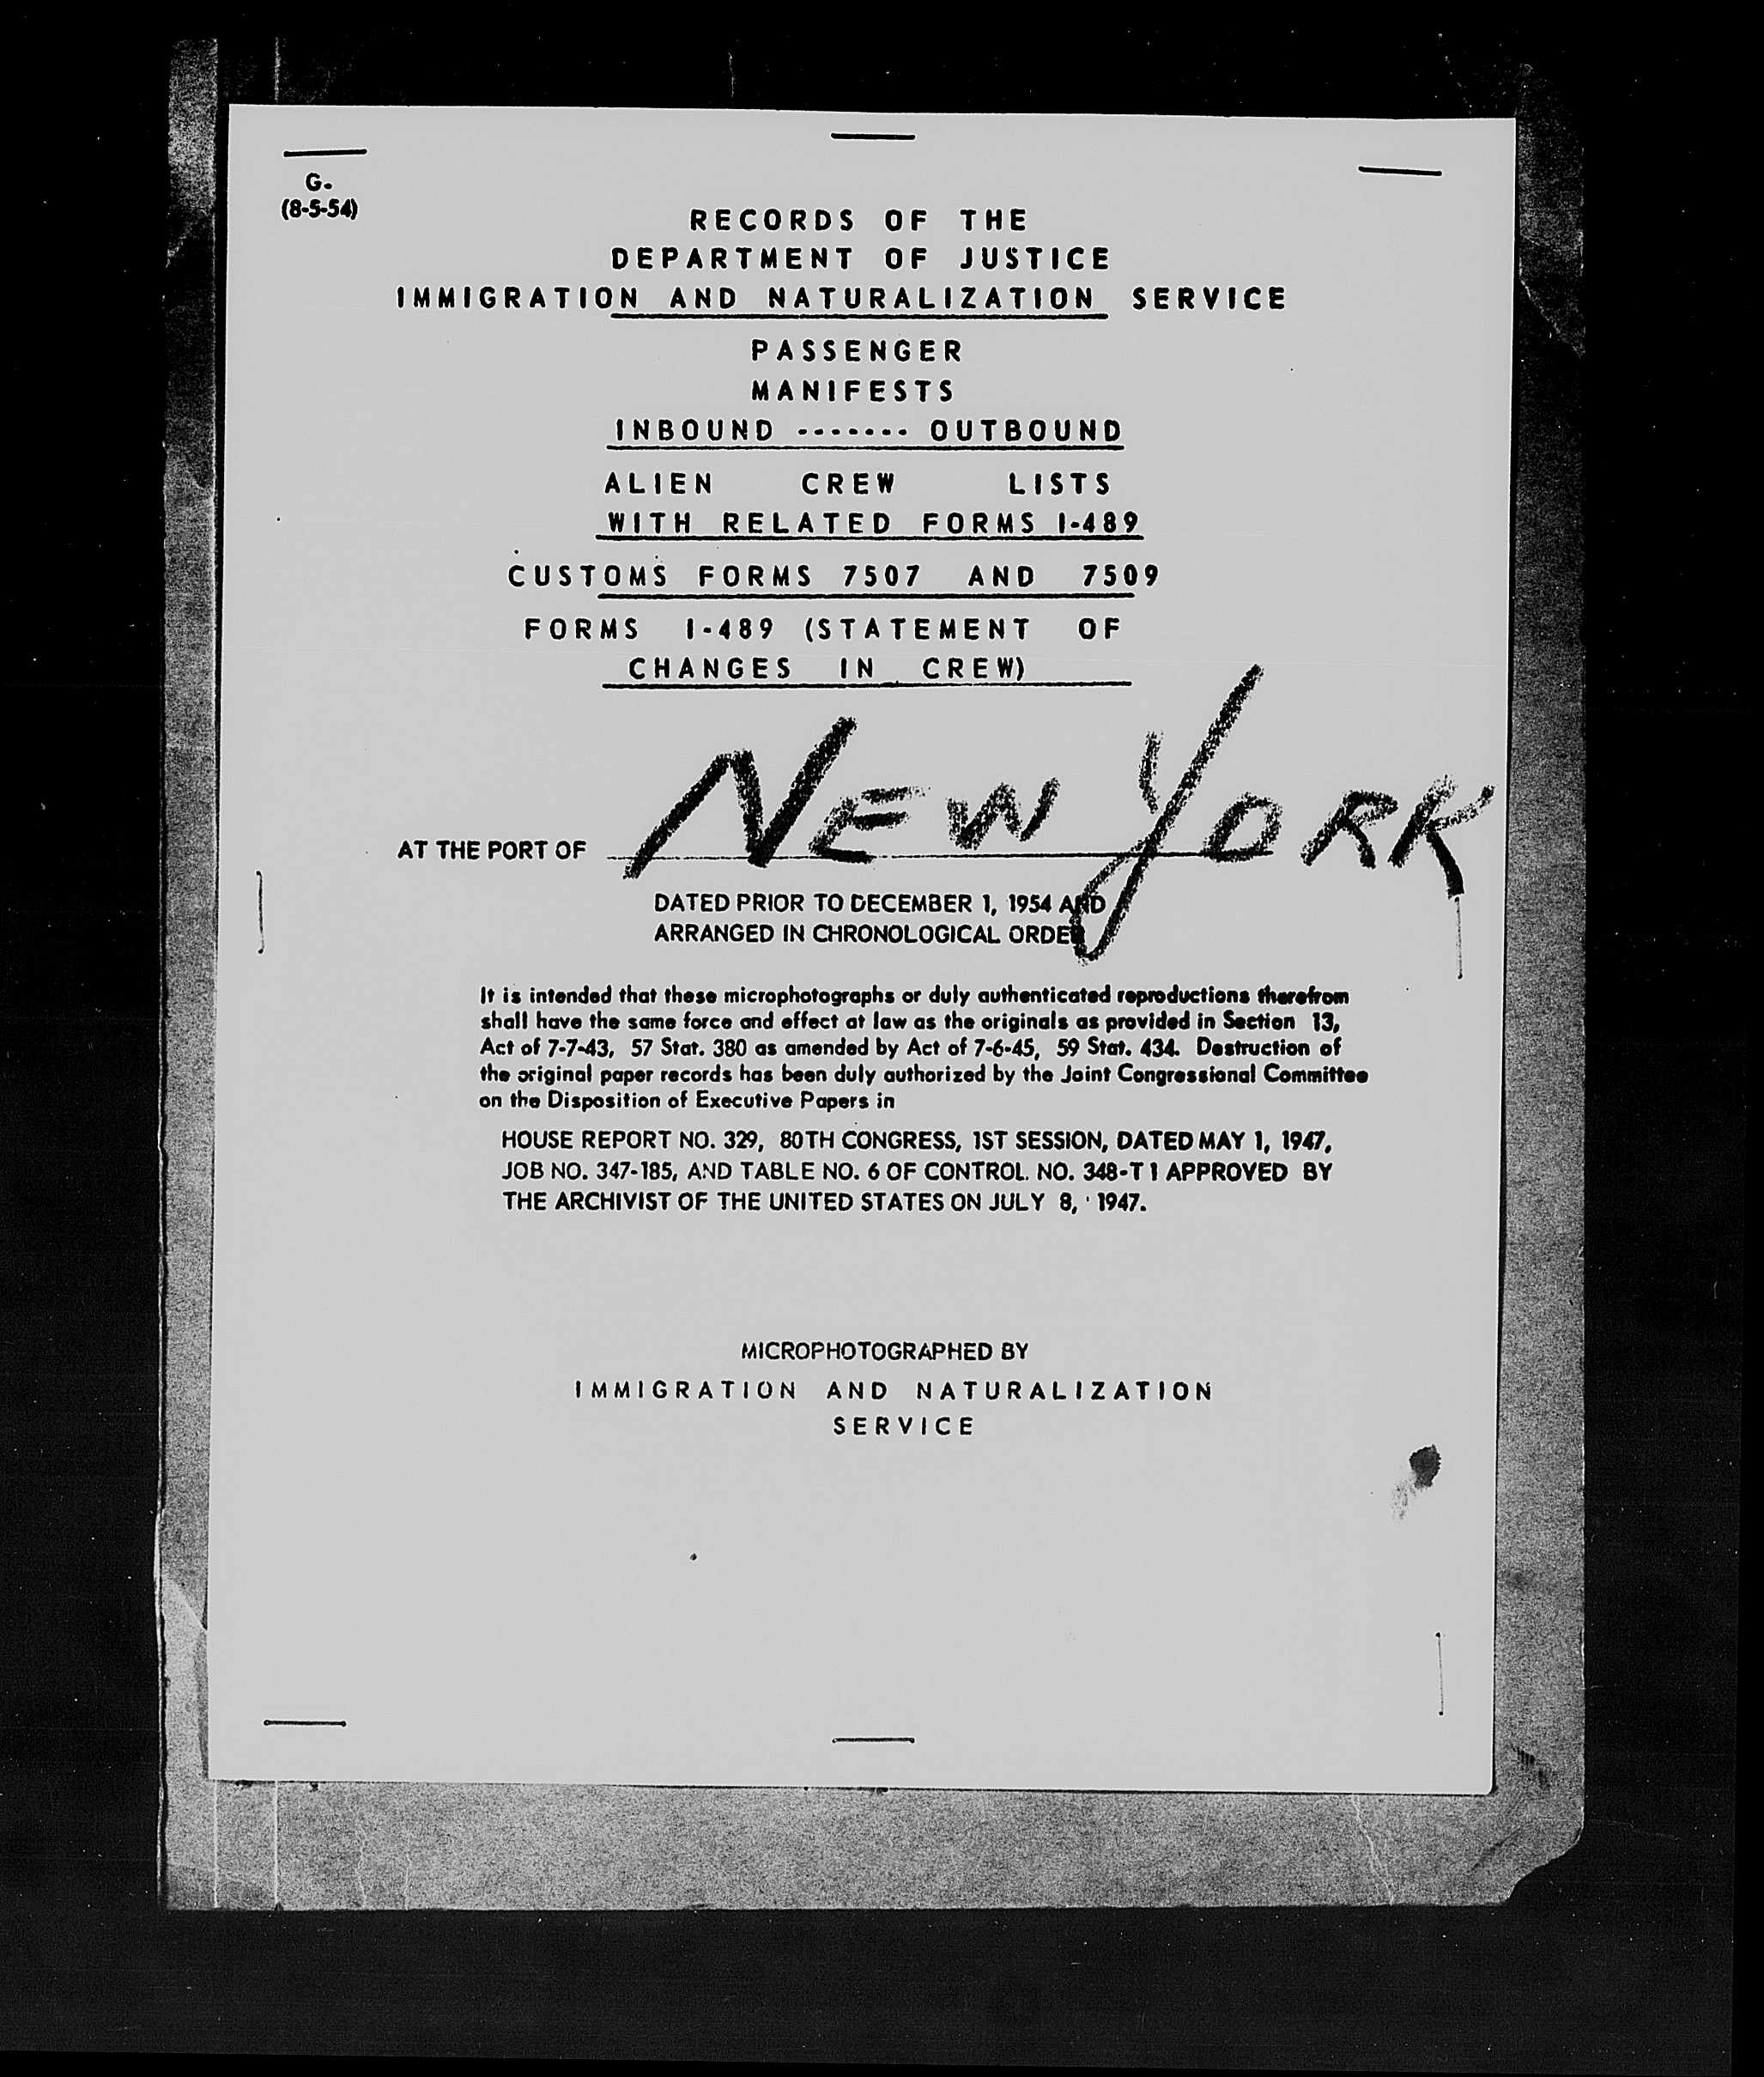 G.
(8-5-54)
RECORDS OF THE
DEPARTMENT OF JUSTICE
IMMIGRATION AND NATURALIZATION SERVICE
PASSENGER
MANIFESTS
INBOUND ------- OUTBOUND
ALIEN CREW LISTS
WITH RELATED FORMS I-489
CUSTOMS FORMS 7507 AND 7509
FORMS I-489 (STATEMENT OF
CHANGES IN CREW)
AT THE PORT OF NEW YORK
DATED PRIOR TO DECEMBER 1, 1954 AND
ARRANGED IN CHRONOLOGICAL ORDER
It is intended that these microphotographs or duly authenticated reproductions therefrom
shall have the same force and effect at law as the originals as provided in Section 13,
Act of 7-7-43, 57 Stat. 380 as amended by Act of 7-6-45, 59 Stat. 434. Destruction of
the original paper records has been duly authorized by the Joint Congressional Committee
on the Disposition of Executive Papers in
HOUSE REPORT NO. 329, 80TH CONGRESS, 1ST SESSION, DATED MAY 1, 1947,
JOB NO. 347-185, AND TABLE NO. 6 OF CONTROL. NO. 348-T1 APPROVED BY
THE ARCHIVIST OF THE UNITED STATES ON JULY 8, 1947.
MICROPHOTOGRAPHED BY
IMMIGRATION AND NATURALIZATION
SERVICE